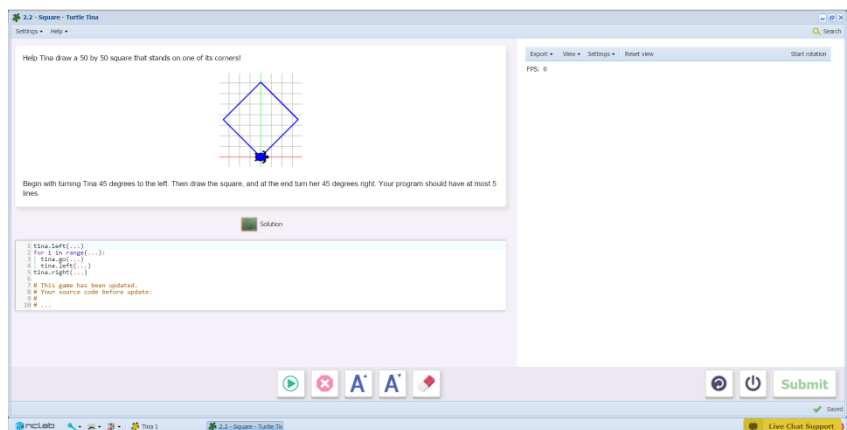 2.2 - Square - Turtle Tina
Settings Help
Search
Help Tina draw a 50 by 50 square that stands on one of its corners!
Begin with turning Tina 45 degrees to the left. Then draw the square, and at the end turn her 45 degrees right. Your program should have at most 5
lines.
Solution
1 tina.left(...)
2 for i in range(...):
3 tina.go(...)
4 tina.left(...)
5 tina.right(...)
6
7 # This game has been updated.
8 # Your source code before update:
9 #
10 # ...
Export View Settings Reset view Start rotation
FPS: 0
A A
Submit
Saved
nclab Tina 1 2.2 - Square - Turtle Ti
Live Chat Support